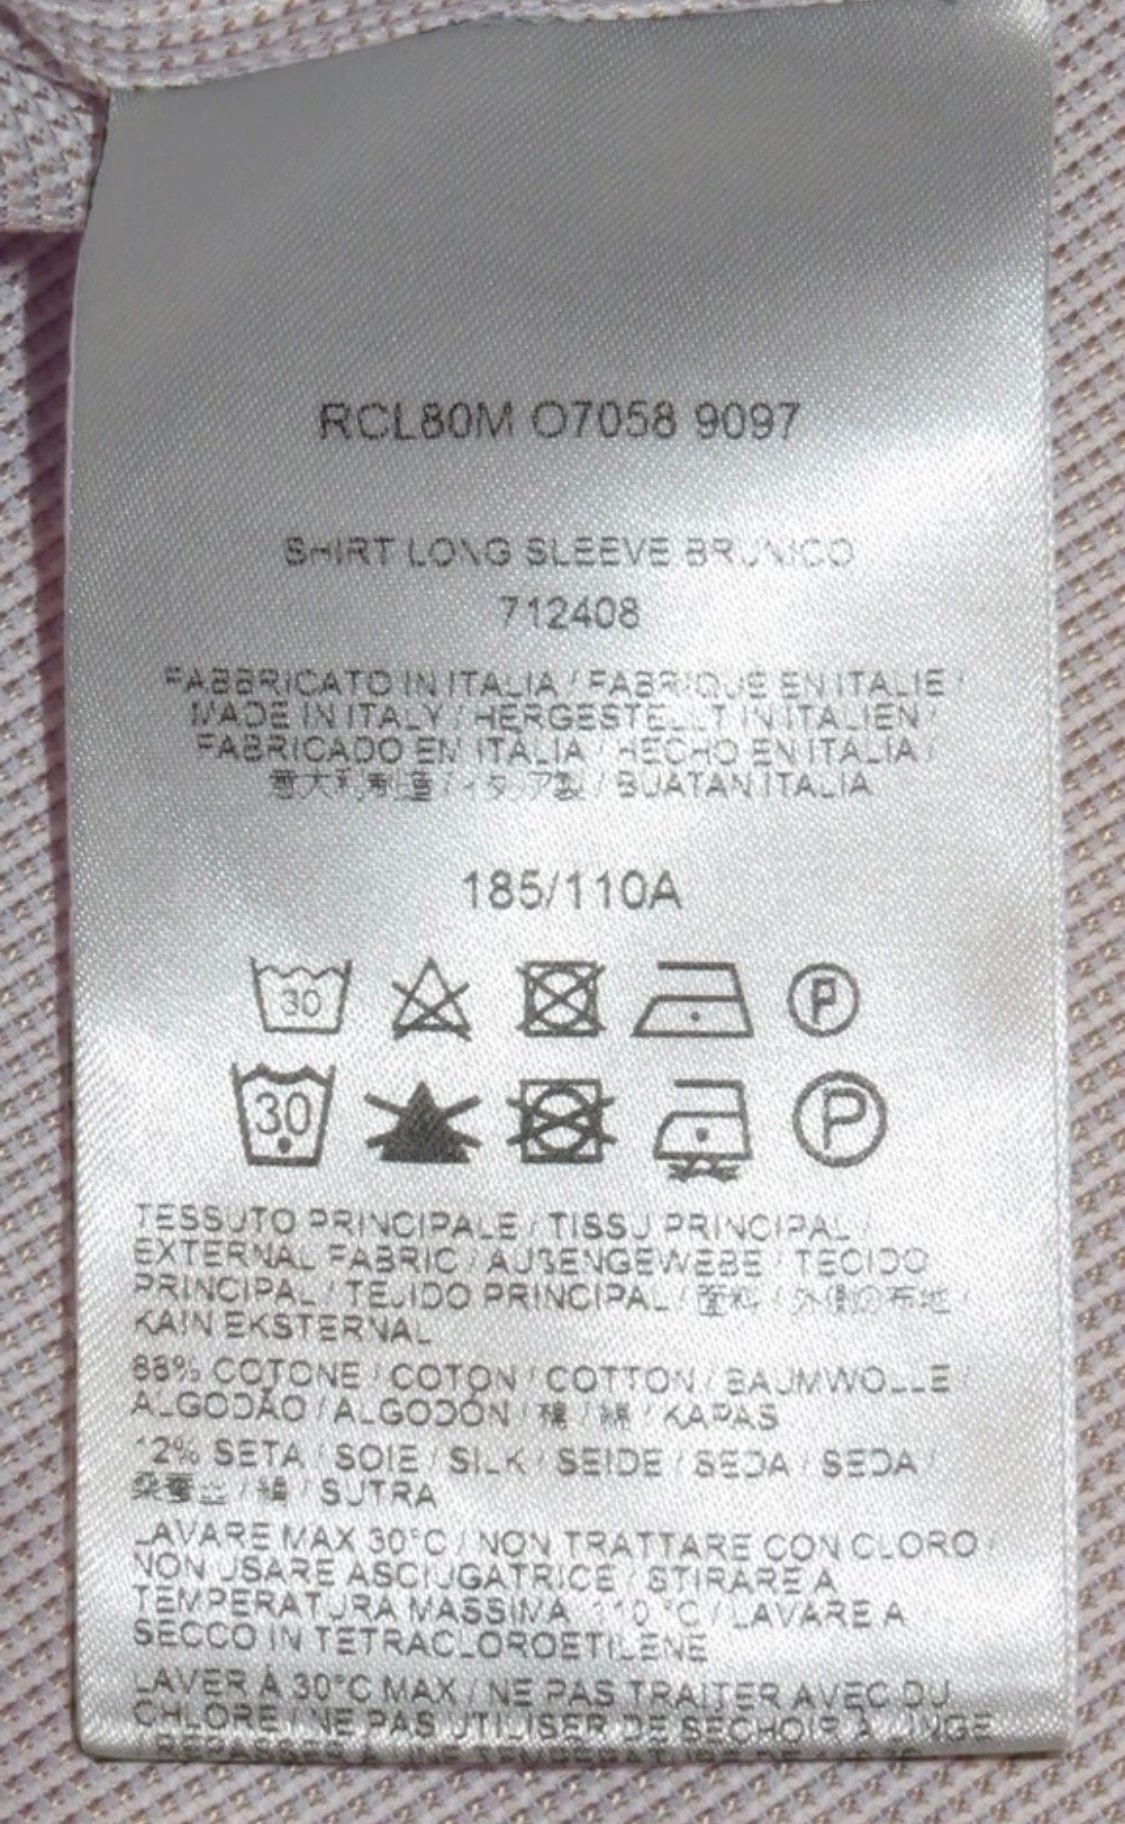 RCL80M O7058 9097
SHIRT LONG SLEEVE BRUNICO
712408
FABBRICATO IN ITALIA / FABRIQUÉ EN ITALIE /
MADE IN ITALY / HERGESTELLT IN ITALIEN /
FABRICADO EM ITÁLIA / HECHO EN ITALIA /
意大利制造 / イタリア製 / BUATAN ITALIA
185/110A
30 P
30 P
TESSUTO PRINCIPALE / TISSU PRINCIPAL /
EXTERNAL FABRIC / AUßENGEWEBE / TECIDO
PRINCIPAL / TEJIDO PRINCIPAL / 面料 / 外側の布地 /
KAIN EKSTERNAL
88% COTONE / COTON / COTTON / BAUMWOLLE /
ALGODÃO / ALGODÓN / 棉 / 綿 / KAPAS
12% SETA / SOIE / SILK / SEIDE / SEDA / SEDA /
桑蚕丝 / 絹 / SUTRA
LAVARE MAX 30°C / NON TRATTARE CON CLORO /
NON USARE ASCIUGATRICE / STIRARE A
TEMPERATURA MASSIMA 110 °C / LAVARE A
SECCO IN TETRACLOROETILENE
LAVER À 30°C MAX / NE PAS TRAITER AVEC DU
CHLORE / NE PAS UTILISER DE SÉCHOIR À LINGE
/ REPASSER À UNE TEMPÉRATURE DE